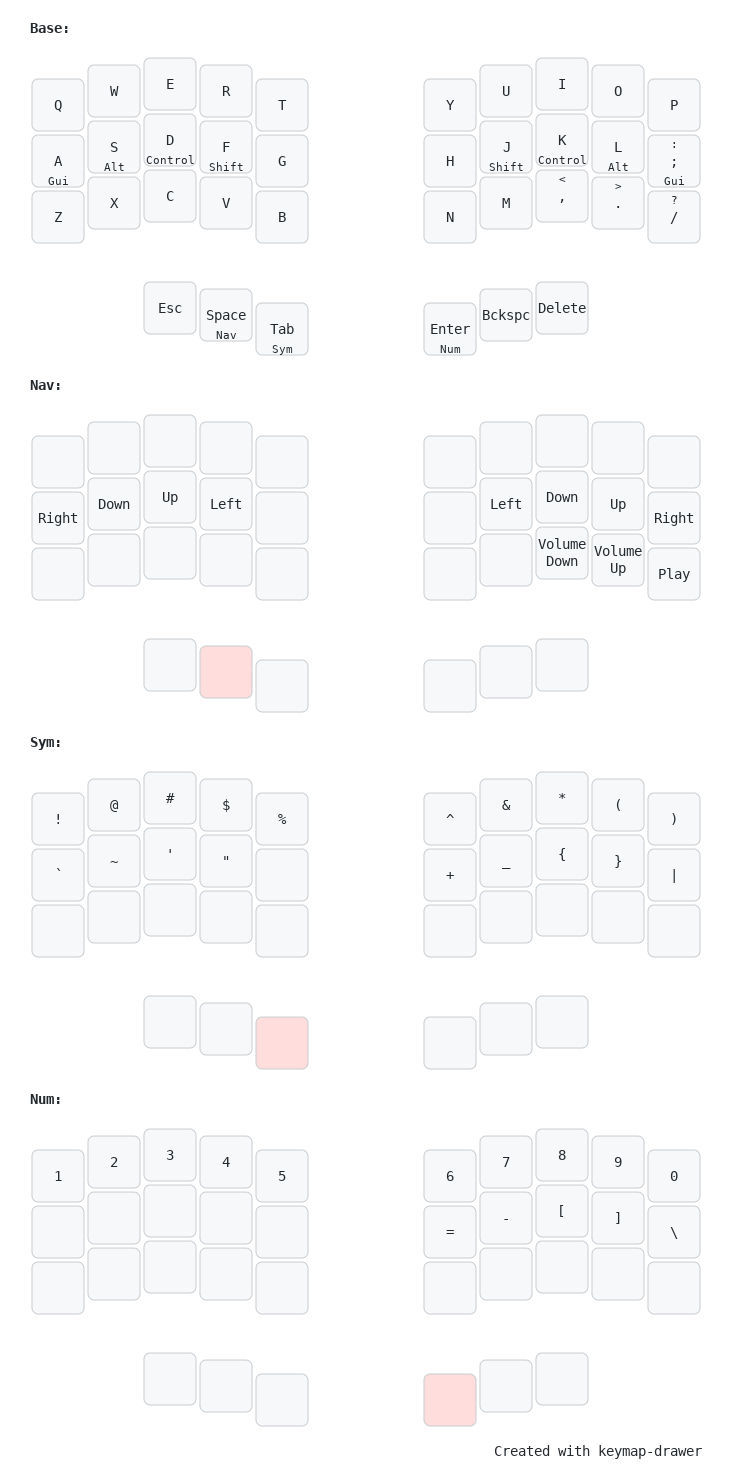 Base:
Q W E R T Y U I O P
A S D F G H J K L : ;
Gui Alt Control Shift Shift Control Alt Gui
Z X C V B N M < , > . ? /
Esc Space Tab Enter Bckspc Delete
Nav Sym Num
Nav:
Right Down Up Left Left Down Up Right
Volume Down Volume Up Play
Sym:
! @ # $ % ^ & * ( )
` ~ ' " + _ { } |
Num:
1 2 3 4 5 6 7 8 9 0
= - [ ] \
Created with keymap-drawer